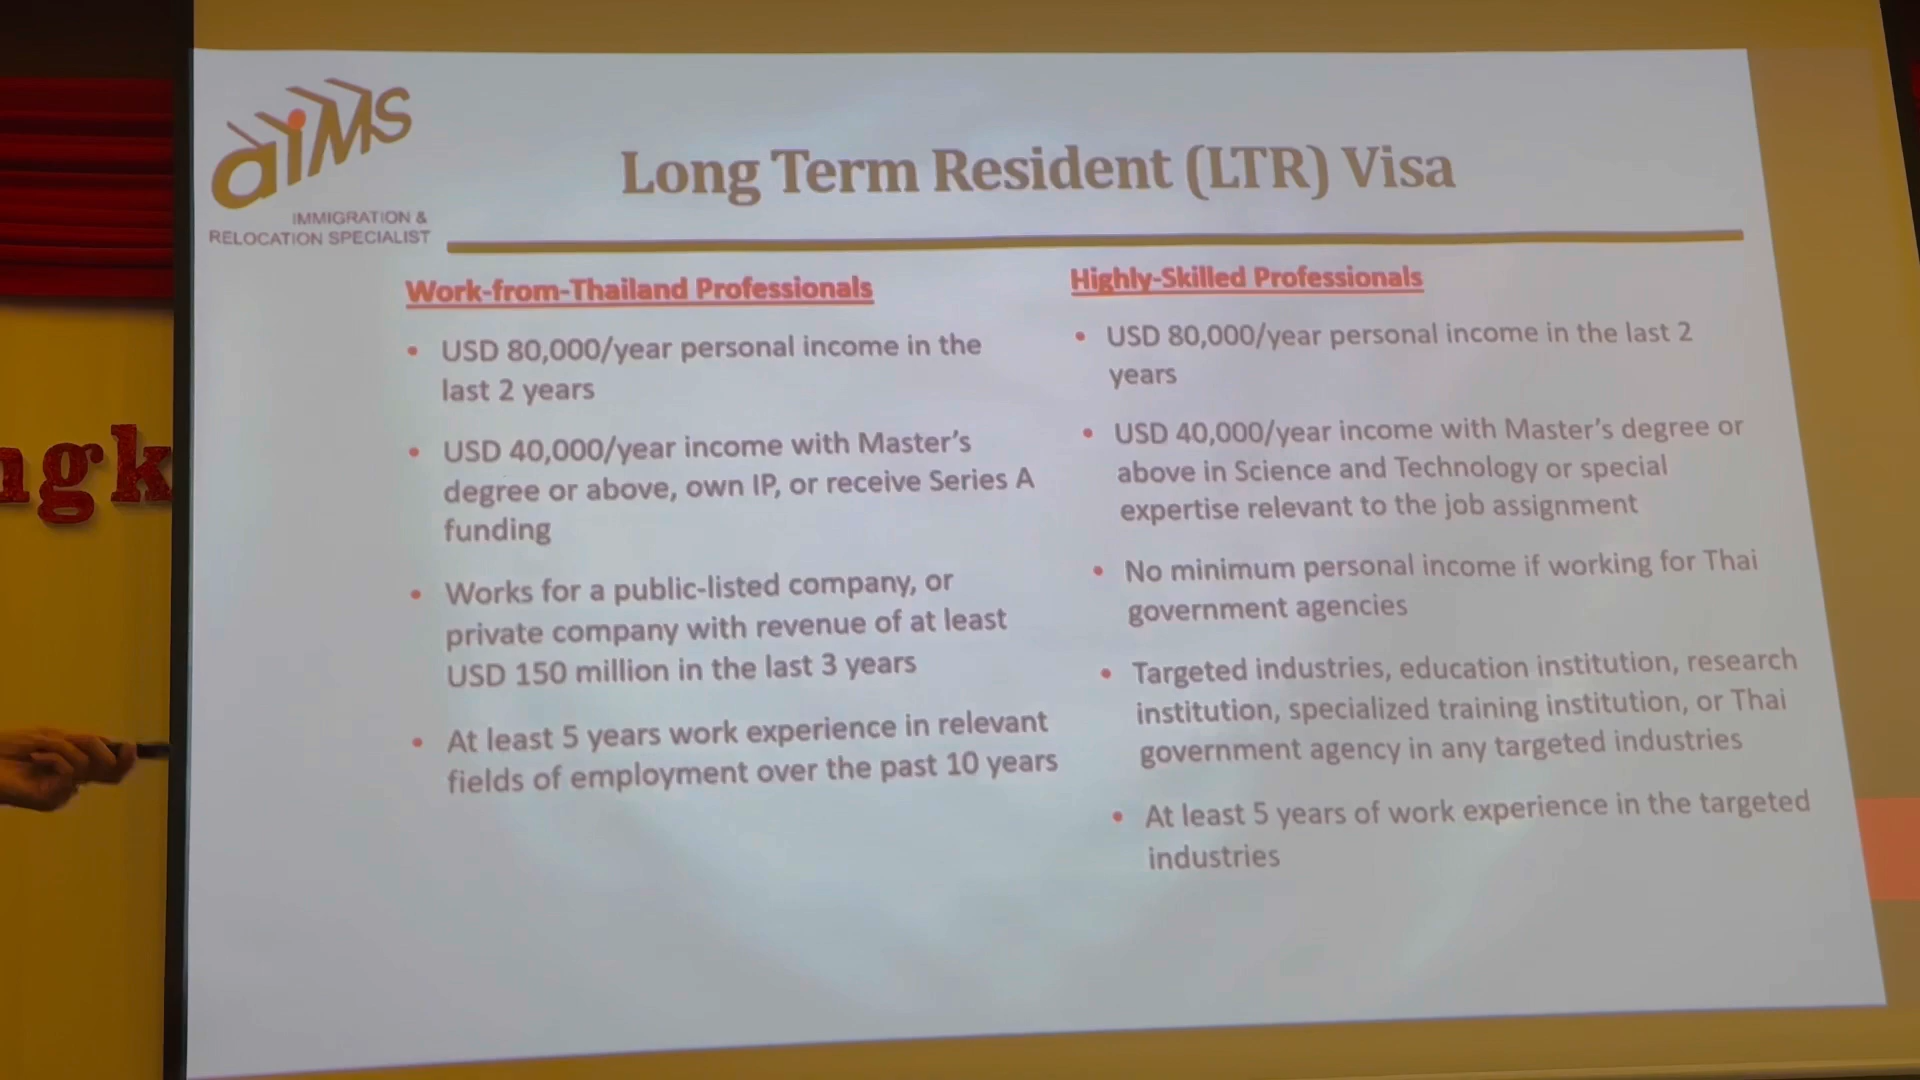 aiMS
IMMIGRATION &
RELOCATION SPECIALIST
Long Term Resident (LTR) Visa
Work-from-Thailand Professionals
• USD 80,000/year personal income in the
last 2 years
• USD 40,000/year income with Master's
degree or above, own IP, or receive Series A
funding
• Works for a public-listed company, or
private company with revenue of at least
USD 150 million in the last 3 years
• At least 5 years work experience in relevant
fields of employment over the past 10 years
Highly-Skilled Professionals
• USD 80,000/year personal income in the last 2
years
• USD 40,000/year income with Master's degree or
above in Science and Technology or special
expertise relevant to the job assignment
• No minimum personal income if working for Thai
government agencies
• Targeted industries, education institution, research
institution, specialized training institution, or Thai
government agency in any targeted industries
• At least 5 years of work experience in the targeted
industries
ngk